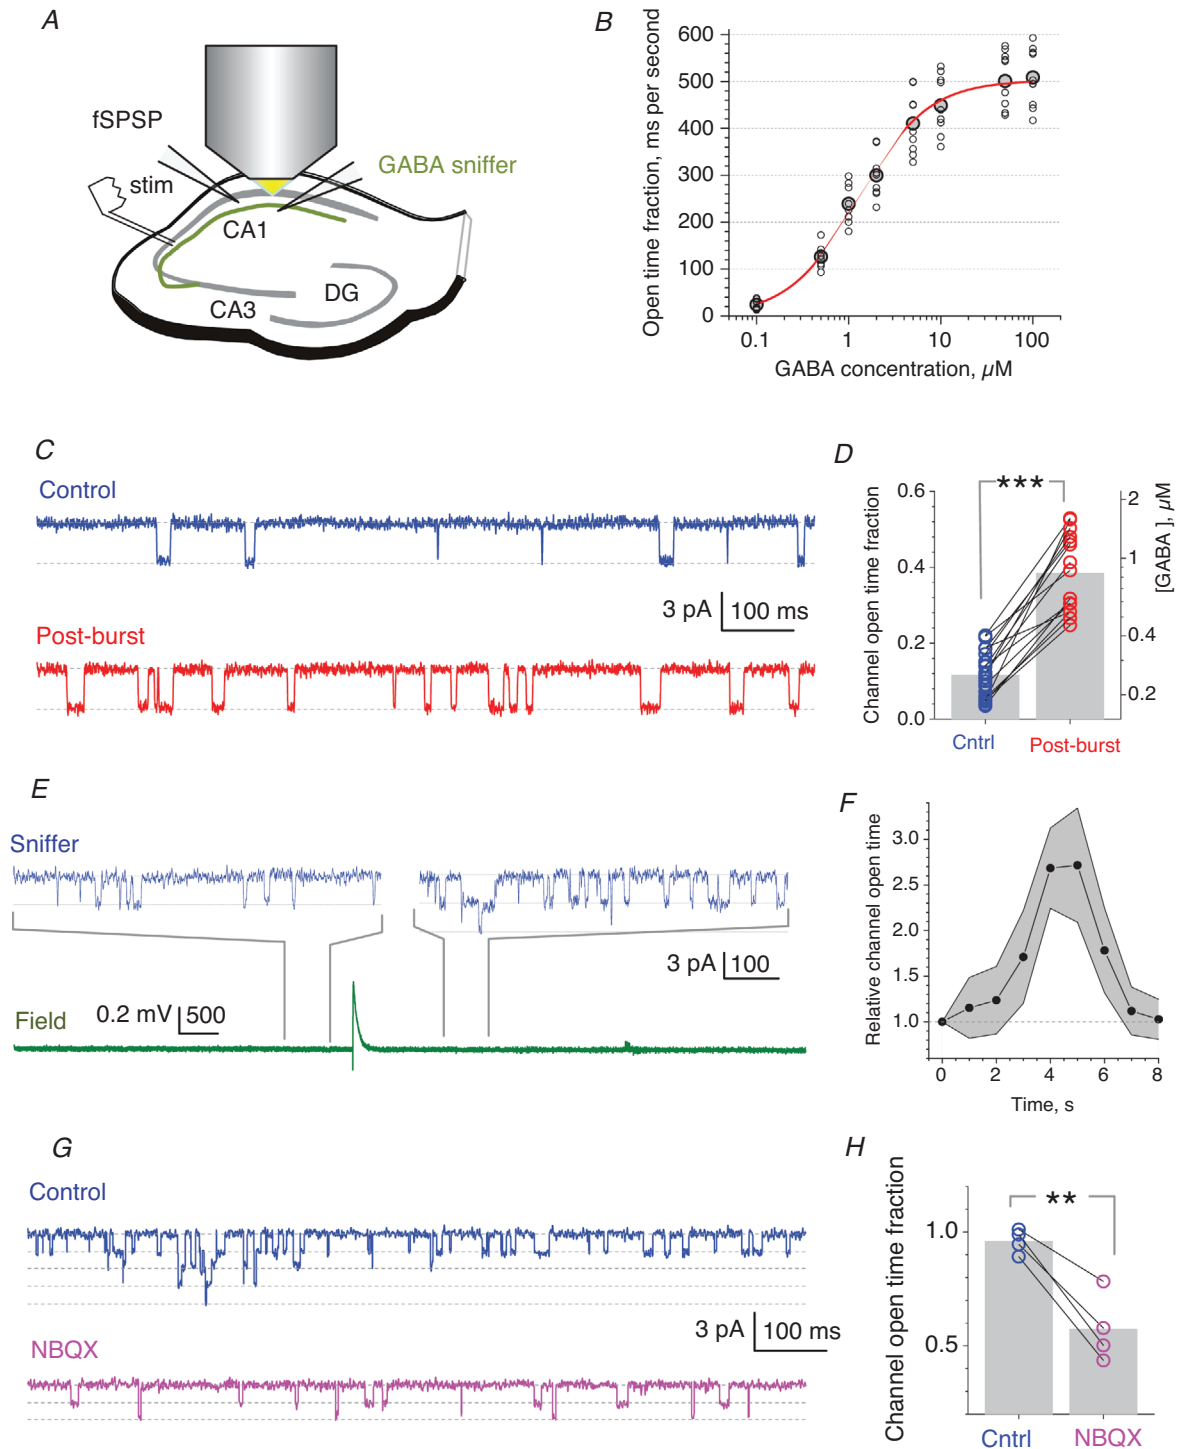 A
fSPSP
stim
GABA sniffer
CA1
CA3
DG
B
Open time fraction, ms per second
600
500
400
300
200
100
0
0.1
1
10
100
GABA concentration, µM
C
Control
3 pA
100 ms
Post-burst
D
***
Channel open time fraction
0.6
0.4
0.2
0.0
2
1
0.4
0.2
[GABA ], µM
Cntrl
Post-burst
E
Sniffer
3 pA
100
0.2 mV
500
Field
F
Relative channel open time
3.0
2.5
2.0
1.5
1.0
0
2
4
6
8
Time, s
G
Control
3 pA
100 ms
NBQX
H
**
Channel open time fraction
1.0
0.5
Cntrl
NBQX